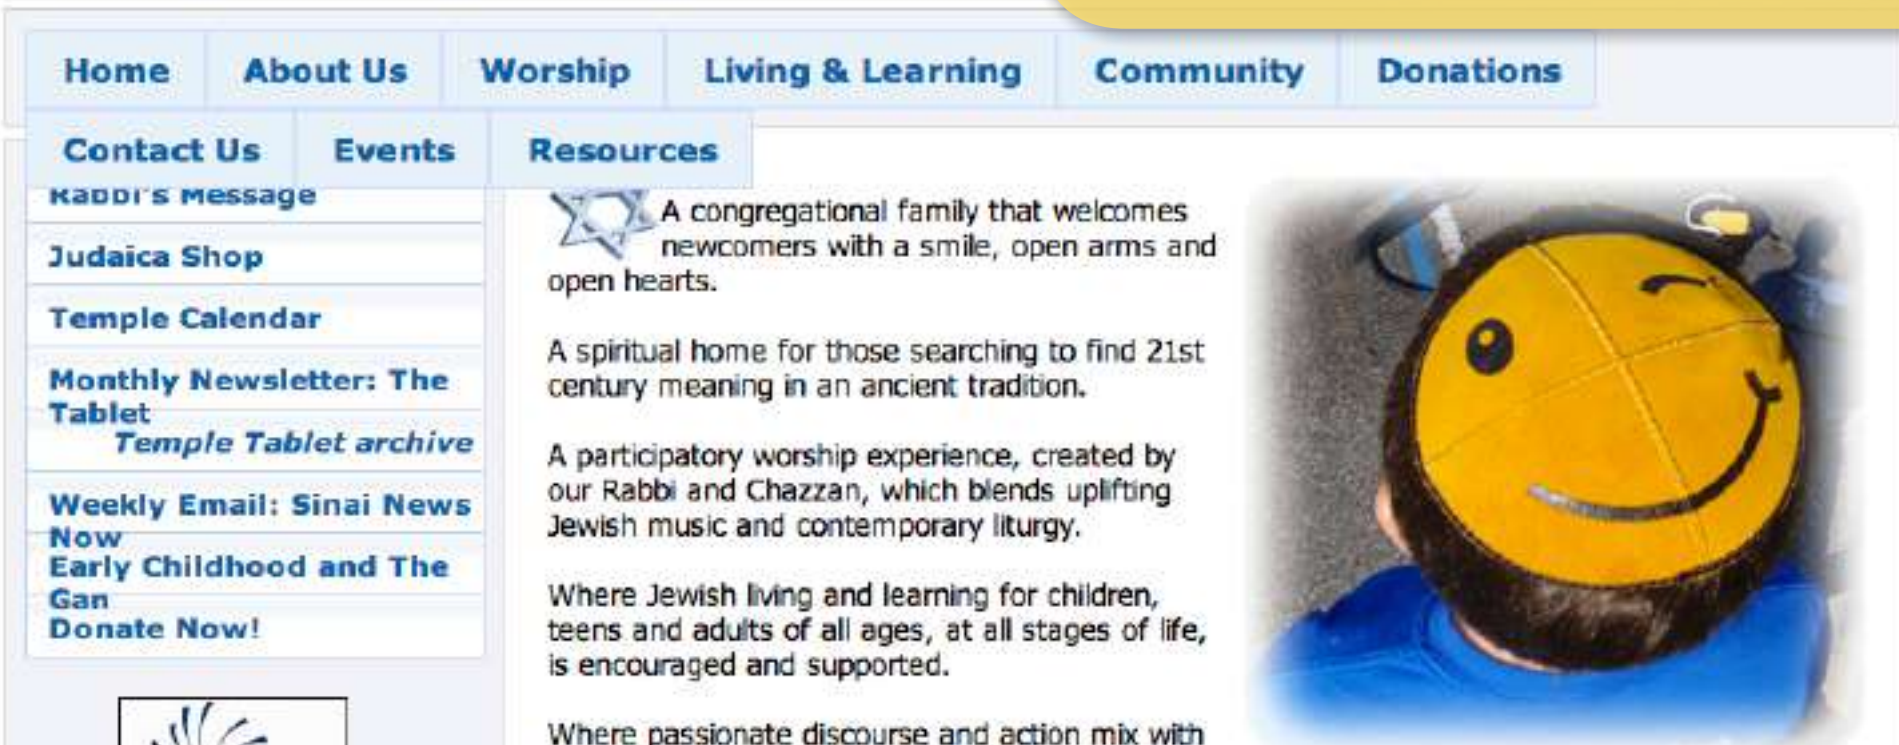 Home About Us Worship Living & Learning Community Donations
Contact Us Events Resources
Rabbi's Message
Judaica Shop
Temple Calendar
Monthly Newsletter: The
Tablet
Temple Tablet archive
Weekly Email: Sinai News
Now
Early Childhood and The
Gan
Donate Now!
A congregational family that welcomes
newcomers with a smile, open arms and
open hearts.
A spiritual home for those searching to find 21st
century meaning in an ancient tradition.
A participatory worship experience, created by
our Rabbi and Chazzan, which blends uplifting
Jewish music and contemporary liturgy.
Where Jewish living and learning for children,
teens and adults of all ages, at all stages of life,
is encouraged and supported.
Where passionate discourse and action mix with